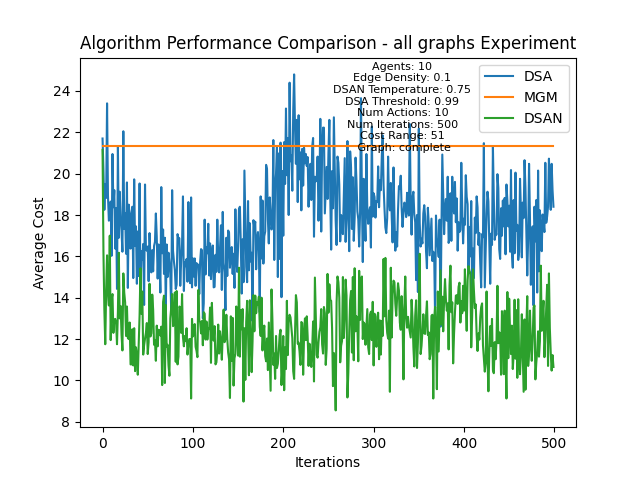 Algorithm Performance Comparison - all graphs Experiment
Agents: 10
Edge Density: 0.1
DSAN Temperature: 0.75
DSA Threshold: 0.99
Num Actions: 10
Num Iterations: 500
Cost Range: 51
Graph: complete
DSA
MGM
DSAN
Average Cost
24
22
20
18
16
14
12
10
8
0
100
200
300
400
500
Iterations